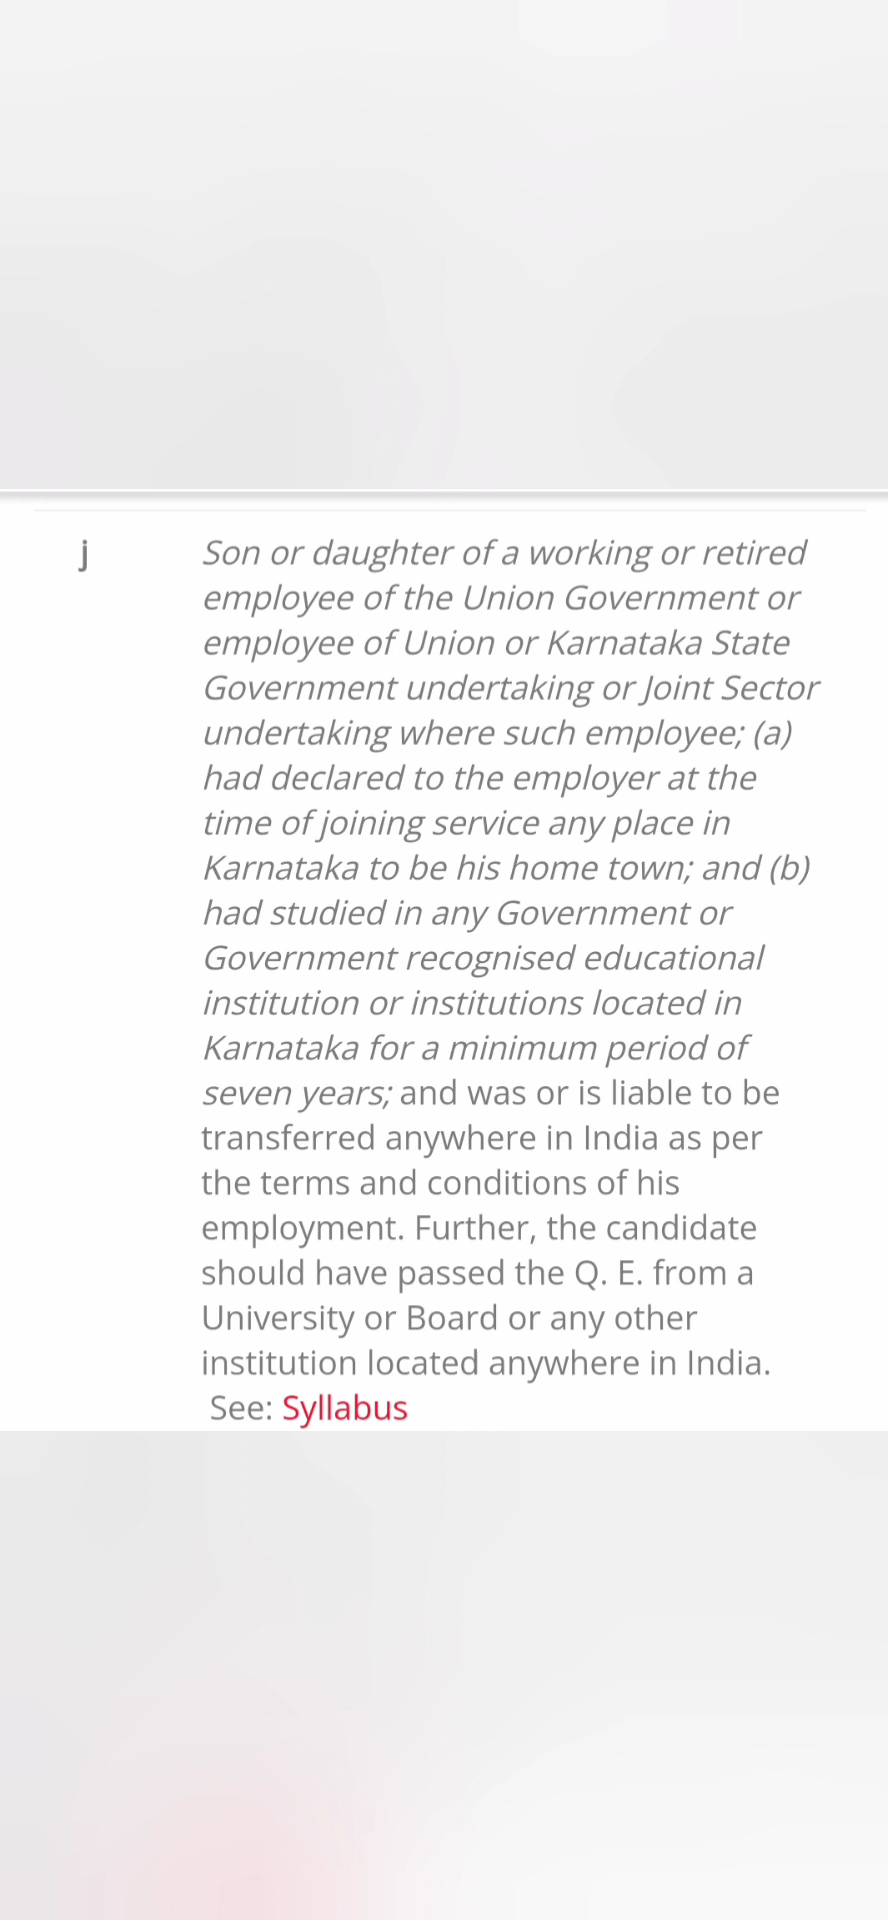 j
Son or daughter of a working or retired
employee of the Union Government or
employee of Union or Karnataka State
Government undertaking or Joint Sector
undertaking where such employee; (a)
had declared to the employer at the
time of joining service any place in
Karnataka to be his home town; and (b)
had studied in any Government or
Government recognised educational
institution or institutions located in
Karnataka for a minimum period of
seven years; and was or is liable to be
transferred anywhere in India as per
the terms and conditions of his
employment. Further, the candidate
should have passed the Q. E. from a
University or Board or any other
institution located anywhere in India.
See: Syllabus